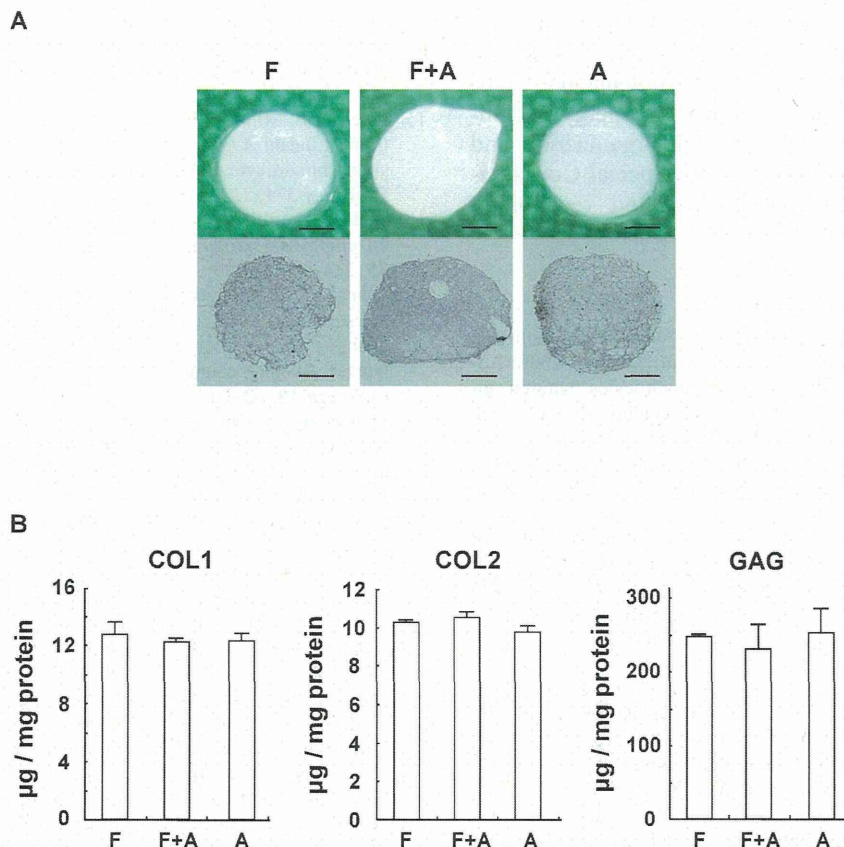 A
F F+A A
B
COL1
16
12
8
4
0
µg / mg protein
F F+A A
COL2
12
10
8
6
4
2
0
µg / mg protein
F F+A A
GAG
300
200
100
0
µg / mg protein
F F+A A